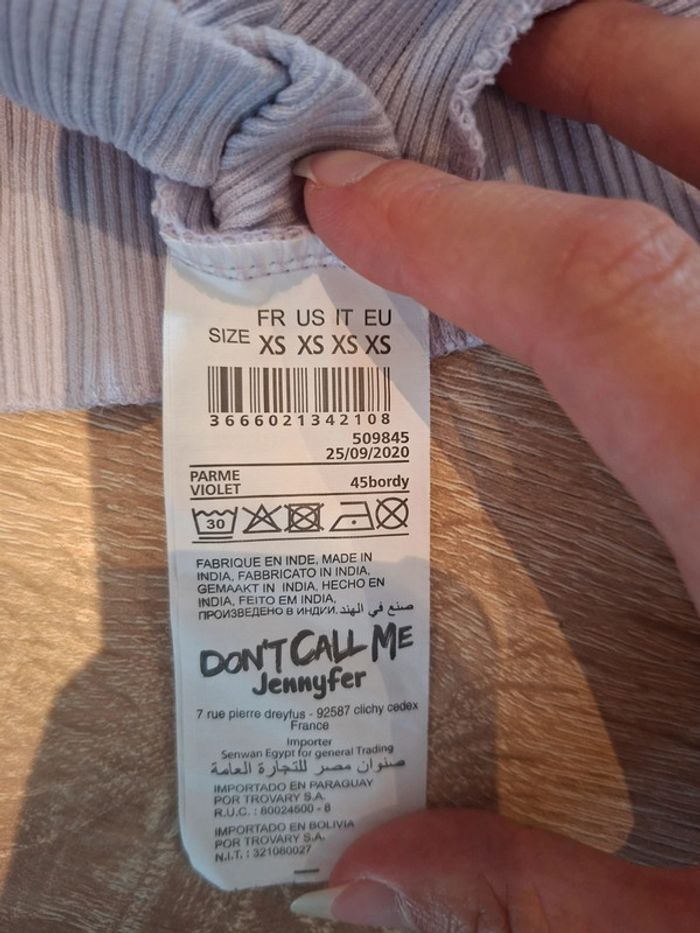 FR US IT EU
SIZE XS XS XS XS
3666021342108
509845
25/09/2020
PARME
VIOLET 45bordy
30
FABRIQUE EN INDE, MADE IN
INDIA, FABBRICATO IN INDIA,
GEMAAKT IN INDIA, HECHO EN
INDIA, FEITO EM INDIA,
ПРОИЗВЕДЕНО В ИНДИИ. صنع في الهند
DON'T CALL ME
Jennyfer
7 rue pierre dreyfus - 92587 clichy cedex
France
Importer
Senwan Egypt for general Trading
صنوان مصر للتجارة العامة
IMPORTADO EN PARAGUAY
POR TROVARY S.A.
R.U.C. : 80024500 - 8
IMPORTADO EN BOLIVIA
POR TROVARY S.A.
N.I.T. : 321080027